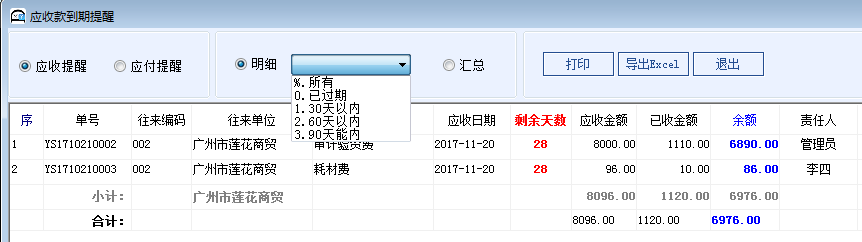 应收款到期提醒
应收提醒 应付提醒 明细 汇总 打印 导出Excel 退出
%.所有
0.已过期
1.30天以内
2.60天以内
3.90天能内
序 单号 往来编码 往来单位 应收日期 剩余天数 应收金额 已收金额 余额 责任人
1 YS1710210002 002 广州市莲花商贸 审计验资费 2017-11-20 28 8000.00 1110.00 6890.00 管理员
2 YS1710210003 002 广州市莲花商贸 耗材费 2017-11-20 28 96.00 10.00 86.00 李四
小计: 广州市莲花商贸 8096.00 1120.00 6976.00
合计: 8096.00 1120.00 6976.00